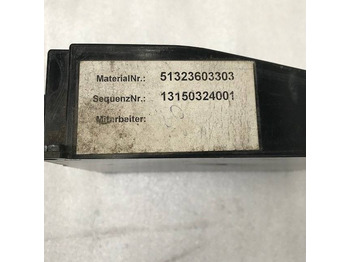 MaterialNr.: 51323603303
SequenzNr.: 13150324001
Mitarbeiter: